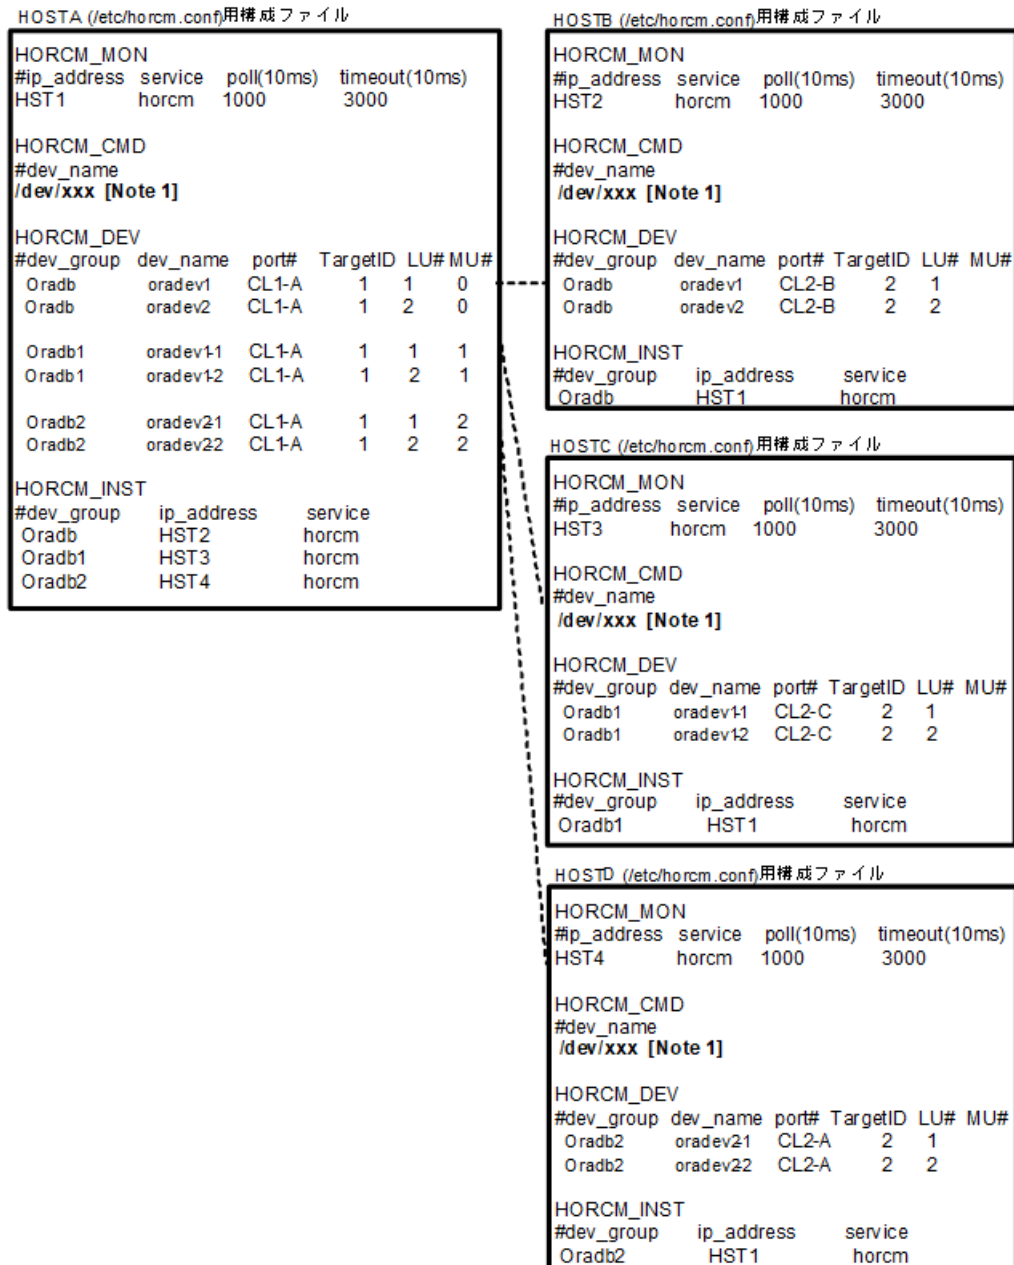 HOSTA (/etc/horcm.conf)用構成ファイル
HORCM_MON
#ip_address service poll(10ms) timeout(10ms)
HST1 horcm 1000 3000
HORCM_CMD
#dev_name
/dev/xxx [Note 1]
HORCM_DEV
#dev_group dev_name port# TargetID LU# MU#
Oradb oradev1 CL1-A 1 1 0
Oradb oradev2 CL1-A 1 2 0
Oradb1 oradev1-1 CL1-A 1 1 1
Oradb1 oradev1-2 CL1-A 1 2 1
Oradb2 oradev2-1 CL1-A 1 1 2
Oradb2 oradev2-2 CL1-A 1 2 2
HORCM_INST
#dev_group ip_address service
Oradb HST2 horcm
Oradb1 HST3 horcm
Oradb2 HST4 horcm
HOSTB (/etc/horcm.conf)用構成ファイル
HORCM_MON
#ip_address service poll(10ms) timeout(10ms)
HST2 horcm 1000 3000
HORCM_CMD
#dev_name
/dev/xxx [Note 1]
HORCM_DEV
#dev_group dev_name port# TargetID LU# MU#
Oradb oradev1 CL2-B 2 1
Oradb oradev2 CL2-B 2 2
HORCM_INST
#dev_group ip_address service
Oradb HST1 horcm
HOSTC (/etc/horcm.conf)用構成ファイル
HORCM_MON
#ip_address service poll(10ms) timeout(10ms)
HST3 horcm 1000 3000
HORCM_CMD
#dev_name
/dev/xxx [Note 1]
HORCM_DEV
#dev_group dev_name port# TargetID LU# MU#
Oradb1 oradev1-1 CL2-C 2 1
Oradb1 oradev1-2 CL2-C 2 2
HORCM_INST
#dev_group ip_address service
Oradb1 HST1 horcm
HOSTD (/etc/horcm.conf)用構成ファイル
HORCM_MON
#ip_address service poll(10ms) timeout(10ms)
HST4 horcm 1000 3000
HORCM_CMD
#dev_name
/dev/xxx [Note 1]
HORCM_DEV
#dev_group dev_name port# TargetID LU# MU#
Oradb2 oradev2-1 CL2-A 2 1
Oradb2 oradev2-2 CL2-A 2 2
HORCM_INST
#dev_group ip_address service
Oradb2 HST1 horcm